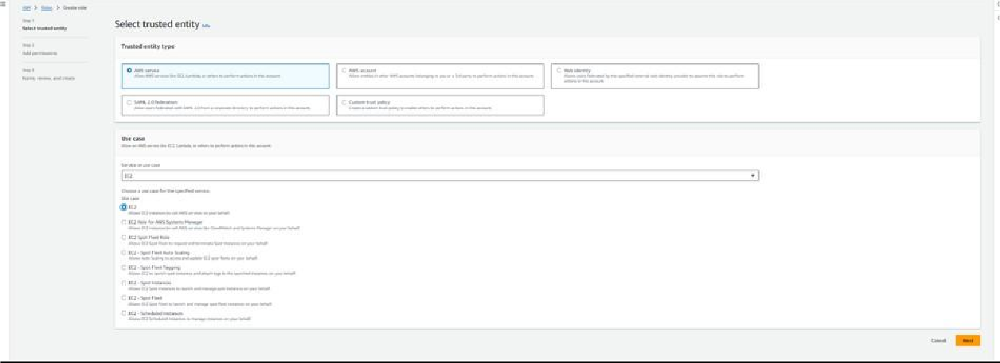 IAM > Roles > Create role
Step 1
Select trusted entity
Step 2
Add permissions
Step 3
Name, review, and create
Select trusted entity Info
Trusted entity type
AWS service
Allow AWS services like EC2, Lambda, or others to perform actions in this account.
AWS account
Allow entities in other AWS accounts belonging to you or a 3rd party to perform actions in this account.
Web identity
Allows users federated by the specified external web identity provider to assume this role to perform
actions in this account.
SAML 2.0 federation
Allow users federated with SAML 2.0 from a corporate directory to perform actions in this account.
Custom trust policy
Create a custom trust policy to enable others to perform actions in this account.
Use case
Allow an AWS service like EC2, Lambda, or others to perform actions in this account.
Service or use case
EC2
Choose a use case for the specified service.
Use case
EC2
Allows EC2 instances to call AWS services on your behalf.
EC2 Role for AWS Systems Manager
Allows EC2 instances to call AWS services like CloudWatch and Systems Manager on your behalf.
EC2 Spot Fleet Role
Allows EC2 Spot Fleet to request and terminate Spot Instances on your behalf.
EC2 - Spot Fleet Auto Scaling
Allows Auto Scaling to access and update EC2 spot fleets on your behalf.
EC2 - Spot Fleet Tagging
Allows EC2 to launch spot instances and attach tags to the launched instances on your behalf.
EC2 - Spot Instances
Allows EC2 Spot Instances to launch and manage spot instances on your behalf.
EC2 - Spot Fleet
Allows EC2 Spot Fleet to launch and manage spot fleet instances on your behalf.
EC2 - Scheduled Instances
Allows EC2 Scheduled Instances to manage instances on your behalf.
Cancel
Next